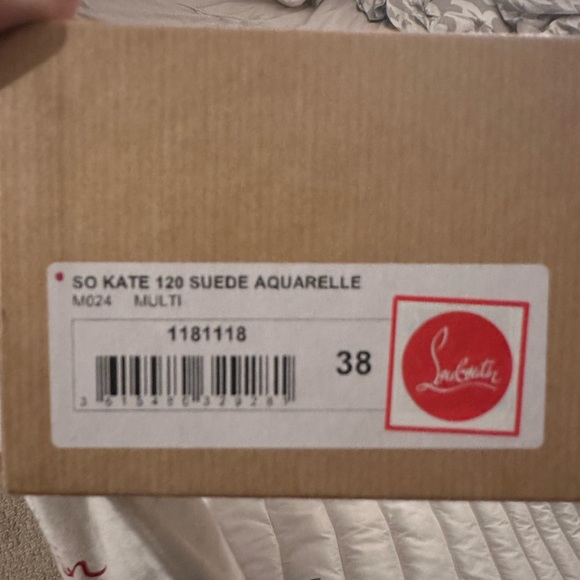 SO KATE 120 SUEDE AQUARELLE
M024 MULTI
1181118
38
Louboutin